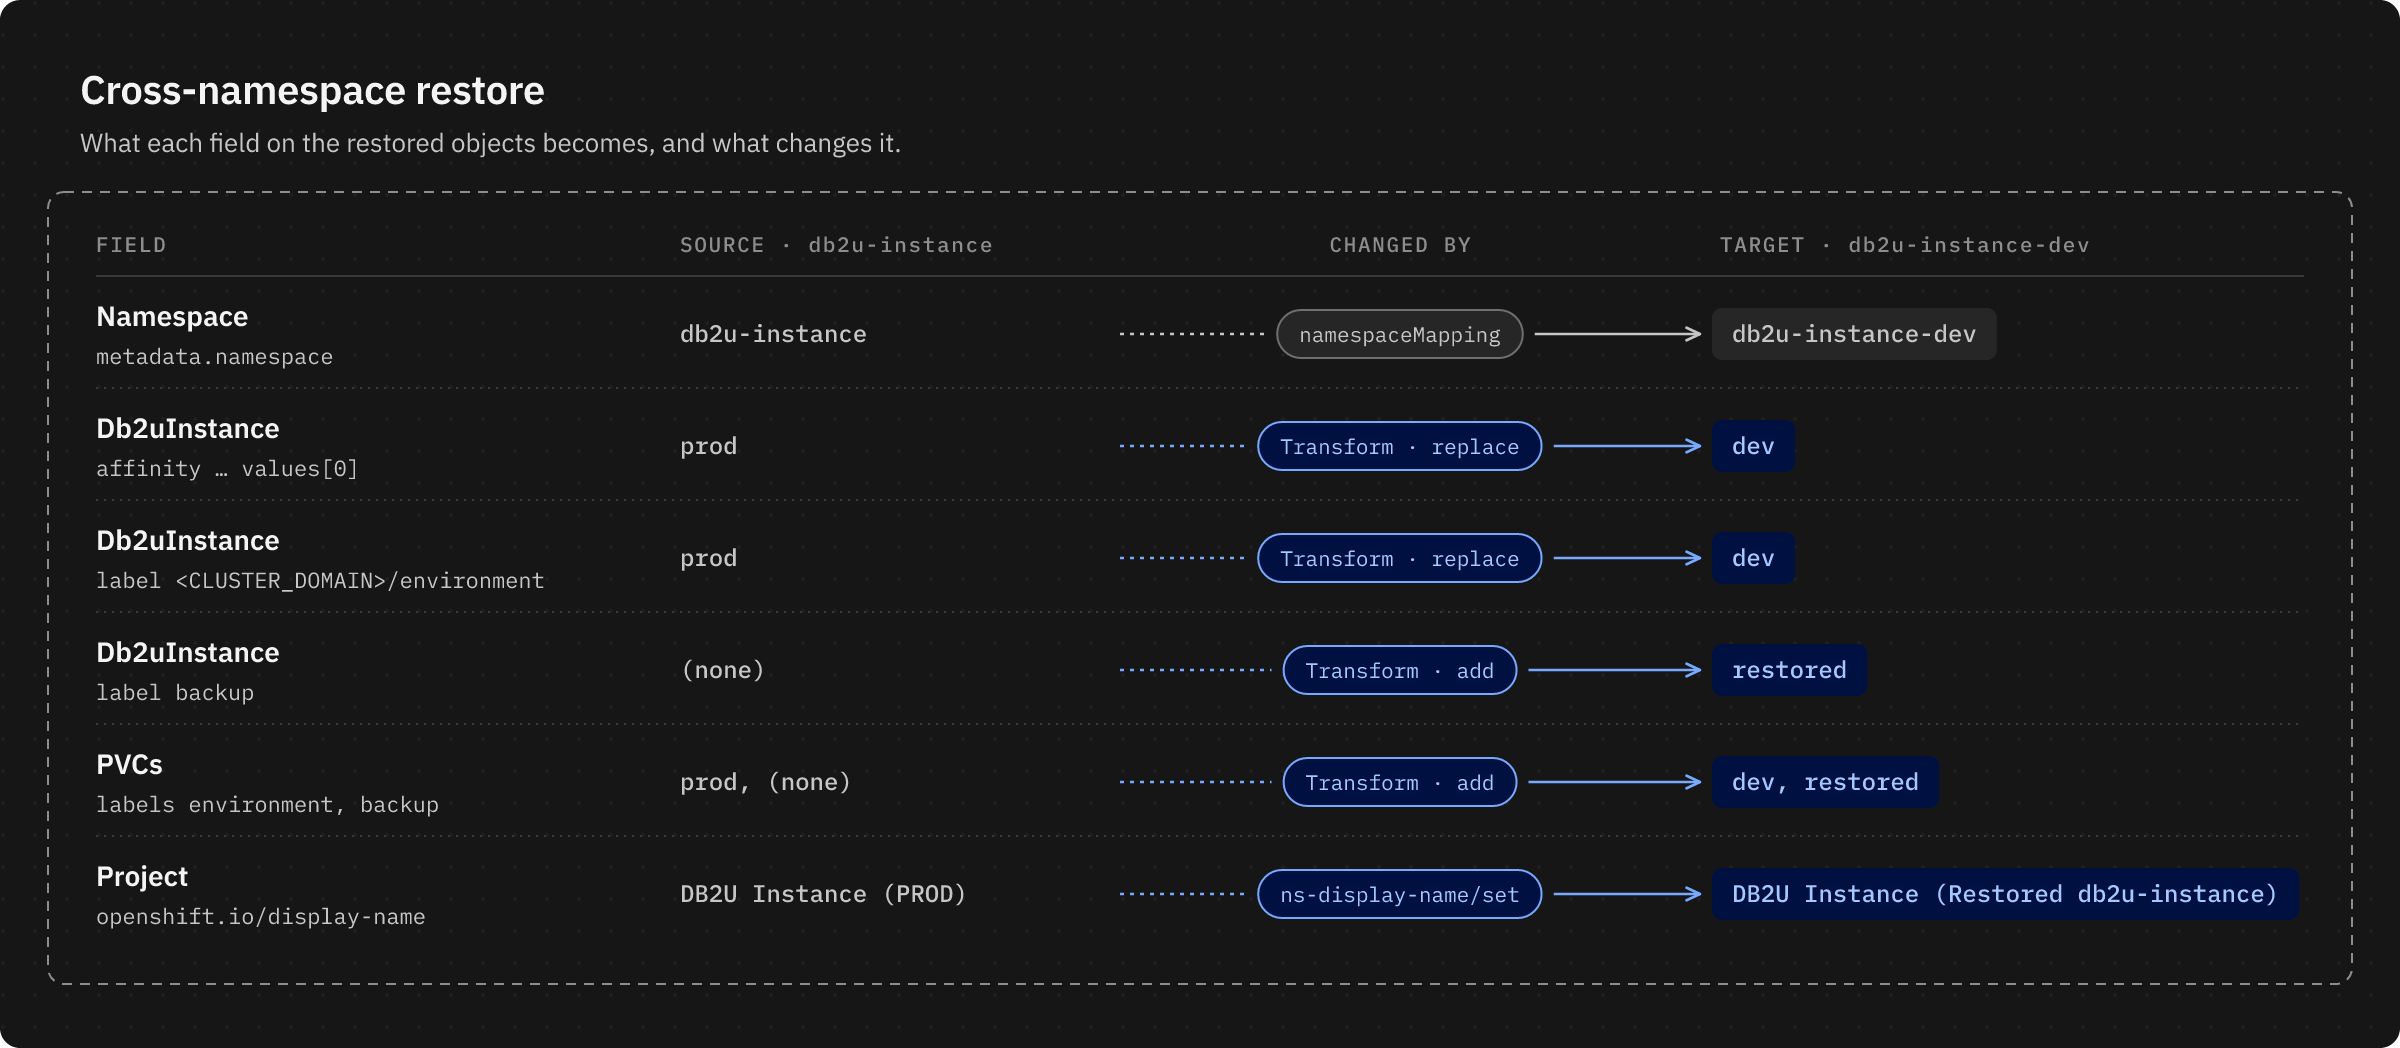 Cross-namespace restore
What each field on the restored objects becomes, and what changes it.
FIELD SOURCE · db2u-instance CHANGED BY TARGET · db2u-instance-dev
Namespace
metadata.namespace
db2u-instance namespaceMapping db2u-instance-dev
Db2uInstance
affinity … values[0]
prod Transform · replace dev
Db2uInstance
label <CLUSTER_DOMAIN>/environment
prod Transform · replace dev
Db2uInstance
label backup
(none) Transform · add restored
PVCs
labels environment, backup
prod, (none) Transform · add dev, restored
Project
openshift.io/display-name
DB2U Instance (PROD) ns-display-name/set DB2U Instance (Restored db2u-instance)